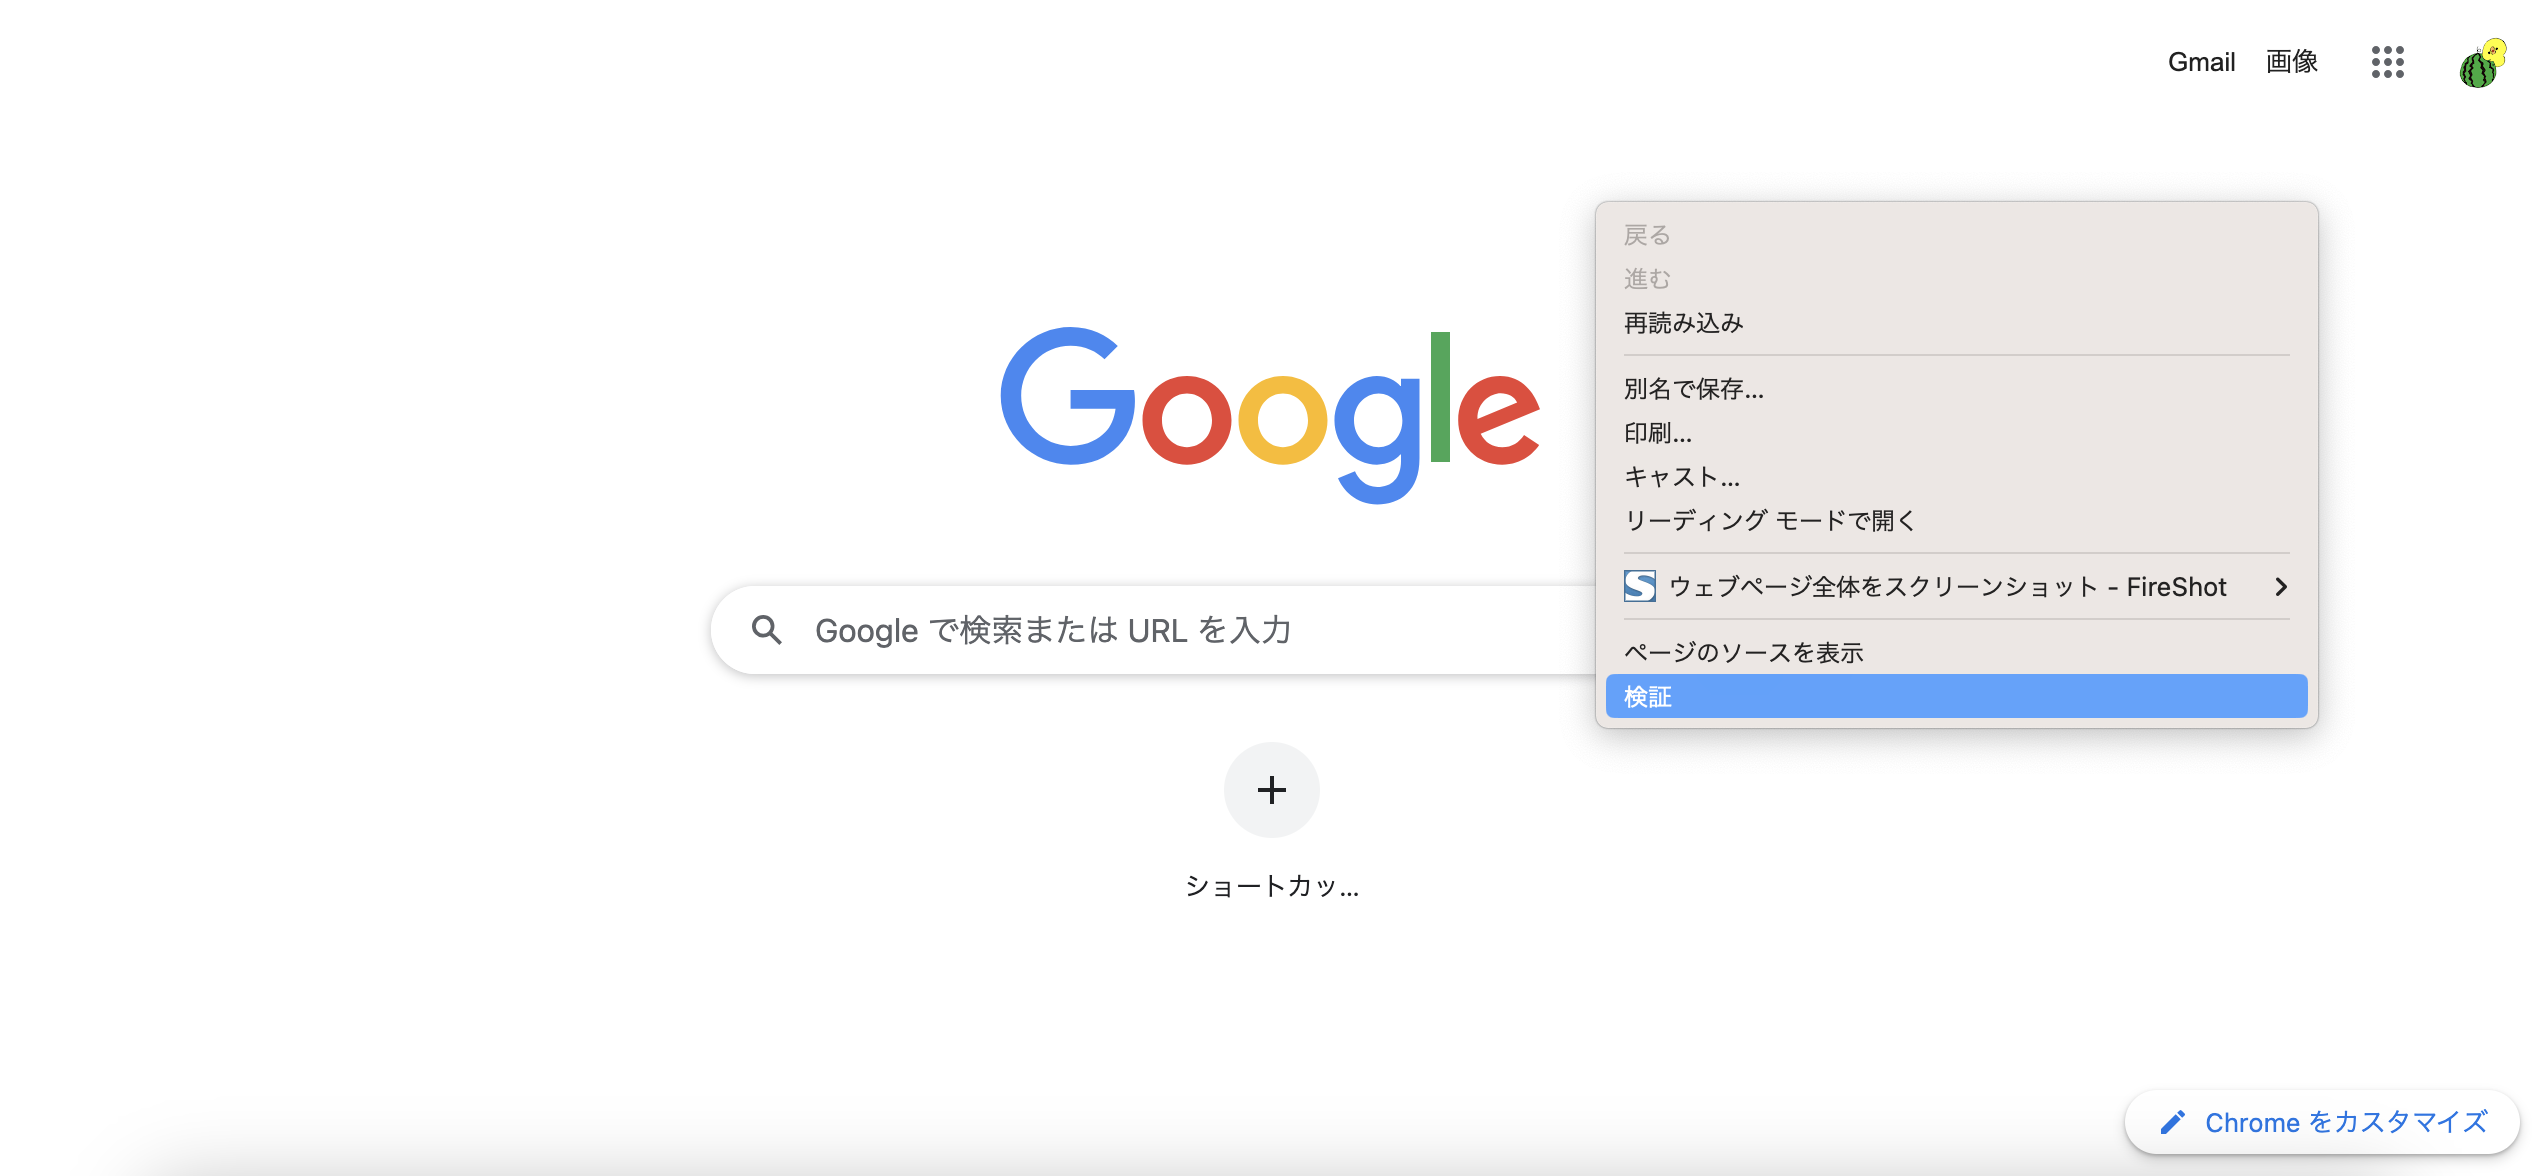 Gmail 画像
Google
戻る
進む
再読み込み
別名で保存...
印刷...
キャスト...
リーディング モードで開く
ウェブページ全体をスクリーンショット - FireShot
ページのソースを表示
検証
Google で検索または URL を入力
ショートカッ...
Chrome をカスタマイズ